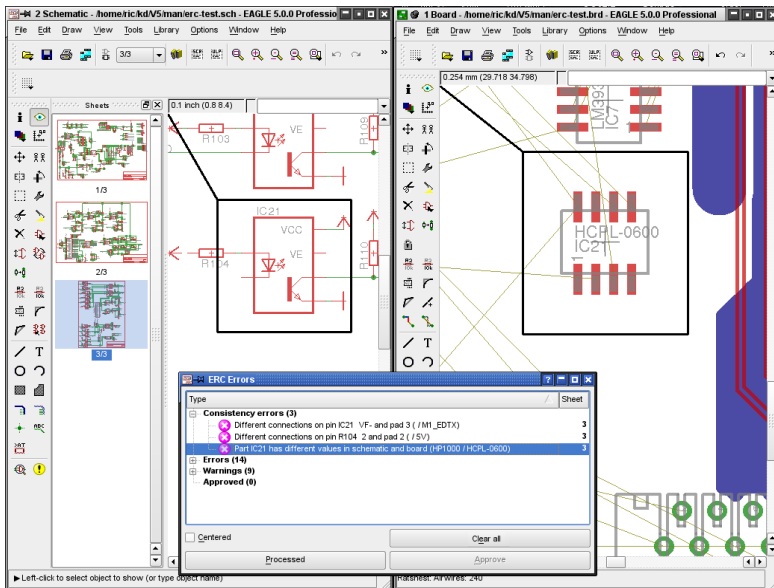 2 Schematic - /home/ric/kd/V5/man/erc-test.sch - EAGLE 5.0.0 Professio
File Edit Draw View Tools Library Options Window Help
3/3
0.1 inch (0.8 8.4)
Sheets
1/3
2/3
3/3
R103
VE
R109
IC21
VCC
VE
R104
R110
Left-click to select object to show (or type object name)
1 Board - /home/ric/kd/V5/man/erc-test.brd - EAGLE 5.0.0 Professional
File Edit Draw View Tools Library Options Window Help
0.254 mm (29.718 34.798)
LM393
IC7
HCPL-0600
IC21
1
Ratsnest: Airwires: 240
ERC Errors
Type
Sheet
Consistency errors (3)
Different connections on pin IC21 VF- and pad 3 ( / M1_EDTX) 3
Different connections on pin R104 2 and pad 2 ( / 5V) 3
Part IC21 has different values in schematic and board (HP1000 / HCPL-0600) 3
Errors (14)
Warnings (9)
Approved (0)
Centered
Clear all
Processed
Approve